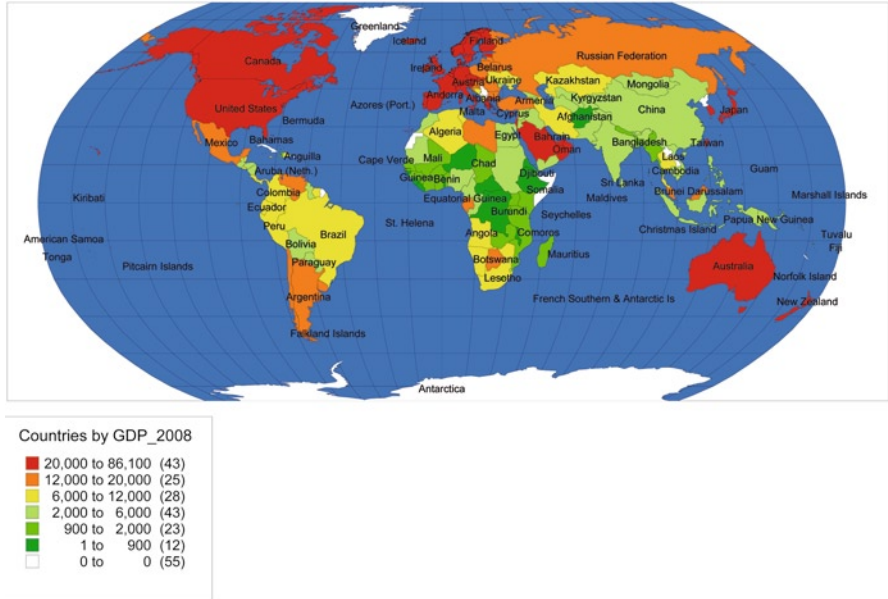 Greenland
Iceland
Finland
Canada
Russian Federation
Ireland
Belarus
Ukraine
Austria
Kazakhstan
Mongolia
Andorra
Albania
Armenia
Kyrgyzstan
United States
Azores (Port.)
Malta
Cyprus
China
Japan
Bermuda
Afghanistan
Mexico
Bahamas
Algeria
Egypt
Bahrain
Bangladesh
Taiwan
Anguilla
Cape Verde
Mali
Chad
Oman
Laos
Aruba (Neth.)
Guinea
Benin
Djibouti
Cambodia
Guam
Kiribati
Colombia
Equatorial Guinea
Somalia
Sri Lanka
Maldives
Brunei Darussalam
Marshall Islands
Ecuador
Burundi
Seychelles
Peru
Brazil
St. Helena
Angola
Comoros
Christmas Island
Papua New Guinea
Tuvalu
American Samoa
Bolivia
Fiji
Tonga
Pitcairn Islands
Paraguay
Botswana
Mauritius
Australia
Norfolk Island
Lesotho
Argentina
French Southern & Antarctic Is
New Zealand
Falkland Islands
Antarctica
Countries by GDP_2008
20,000 to 86,100 (43)
12,000 to 20,000 (25)
6,000 to 12,000 (28)
2,000 to 6,000 (43)
900 to 2,000 (23)
1 to 900 (12)
0 to 0 (55)